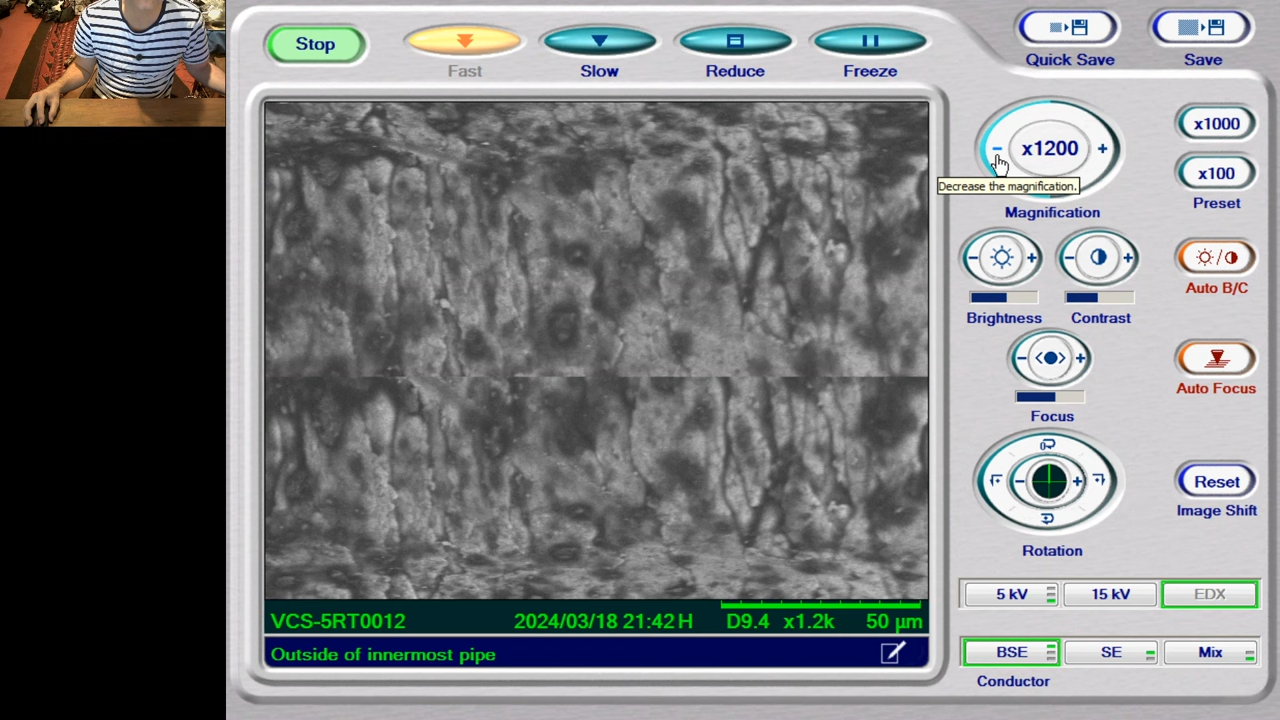 Stop
Fast
Slow
Reduce
Freeze
Quick Save
Save
x1200
Decrease the magnification.
Magnification
x1000
x100
Preset
Brightness
Contrast
Auto B/C
Focus
Auto Focus
Rotation
Reset
Image Shift
5 kV
15 kV
EDX
VCS-5RT0012 2024/03/18 21:42 H D9.4 x1.2k 50 µm
Outside of innermost pipe
BSE
SE
Mix
Conductor